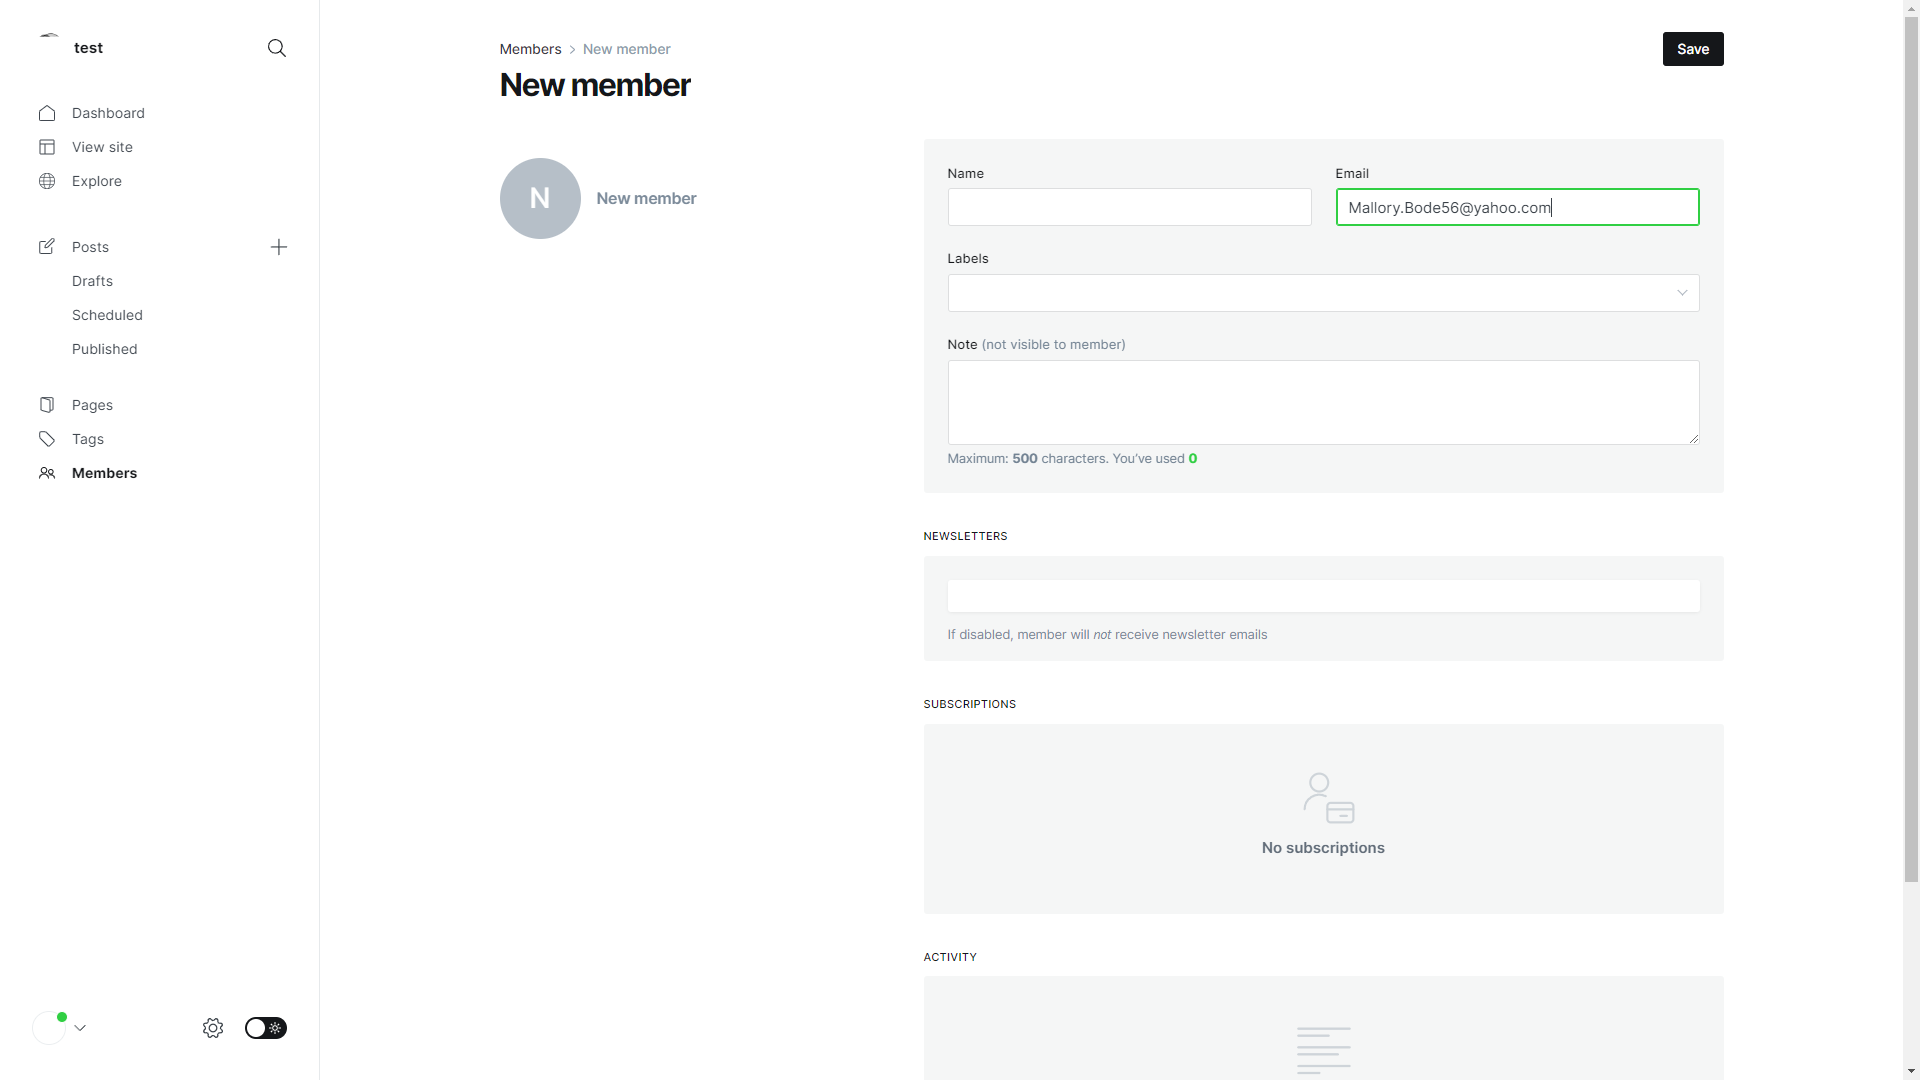 test
Dashboard
View site
Explore
Posts
Drafts
Scheduled
Published
Pages
Tags
Members
Members > New member
New member
Save
N
New member
Name
Email
Mallory.Bode56@yahoo.com
Labels
Note (not visible to member)
Maximum: 500 characters. You've used 0
NEWSLETTERS
If disabled, member will not receive newsletter emails
SUBSCRIPTIONS
No subscriptions
ACTIVITY